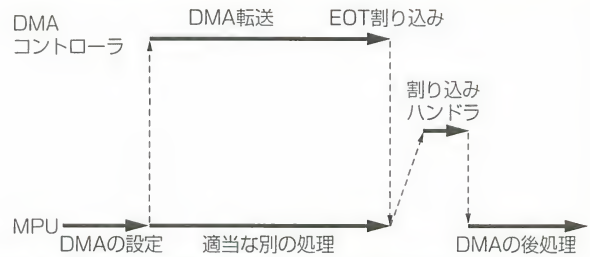 DMA
コントローラ
DMA転送
EOT割り込み
割り込み
ハンドラ
MPU
DMAの設定
適当な別の処理
DMAの後処理